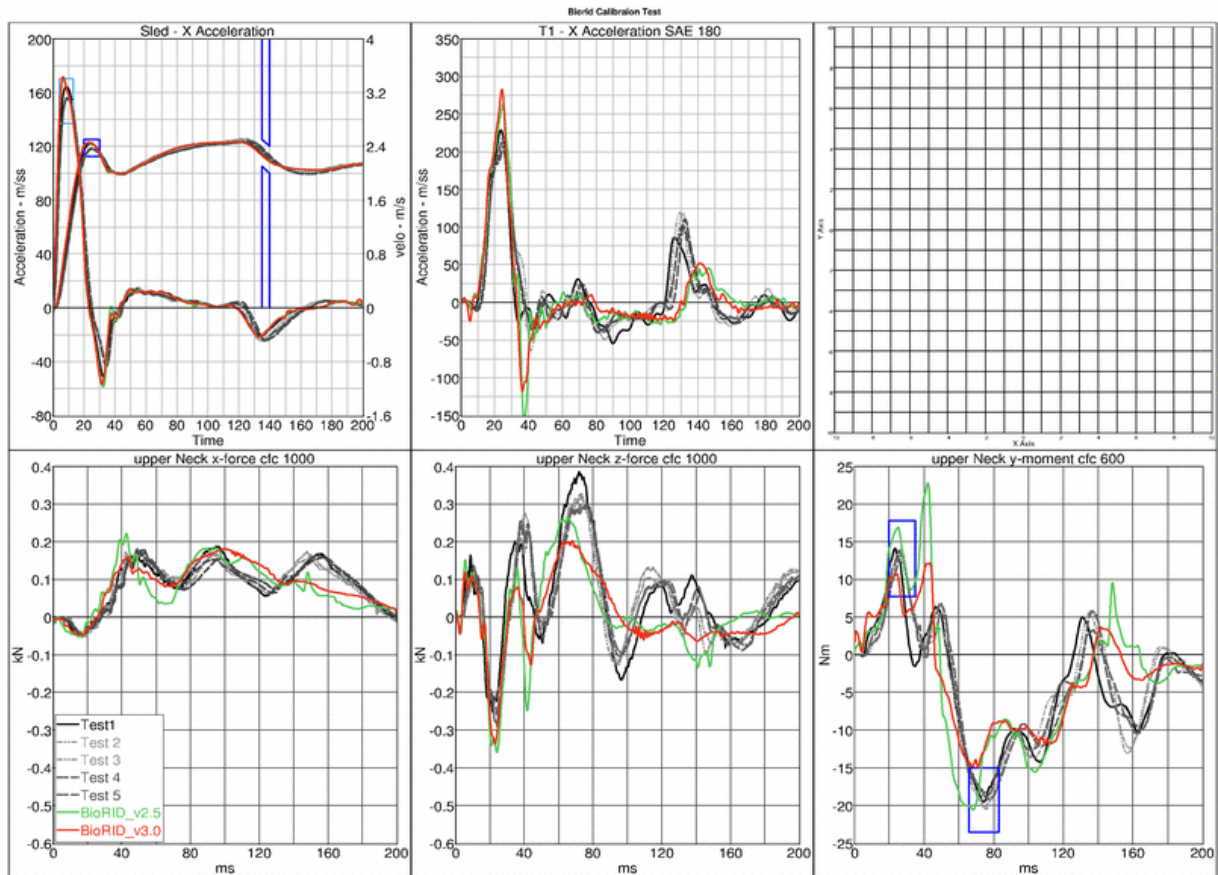 Biorid Calibraion Test
Sled - X Acceleration
200
160
120
80
40
0
-40
-80
4
3.2
2.4
1.6
0.8
0
-0.8
-1.6
Acceleration - m/ss
velo - m/s
0 20 40 60 80 100 120 140 160 180 200
Time
T1 - X Acceleration SAE 180
350
300
250
200
150
100
50
0
-50
-100
-150
Acceleration - m/ss
0 20 40 60 80 100 120 140 160 180 200
Time
Y Axis
X Axis
upper Neck x-force cfc 1000
0.4
0.3
0.2
0.1
0
-0.1
-0.2
-0.3
-0.4
-0.5
-0.6
kN
Test1
Test 2
Test 3
Test 4
Test 5
BioRID_v2.5
BioRID_v3.0
0 40 80 120 160 200
ms
upper Neck z-force cfc 1000
0.4
0.3
0.2
0.1
0
-0.1
-0.2
-0.3
-0.4
-0.5
-0.6
kN
0 40 80 120 160 200
ms
upper Neck y-moment cfc 600
25
20
15
10
5
0
-5
-10
-15
-20
-25
Nm
0 40 80 120 160 200
ms